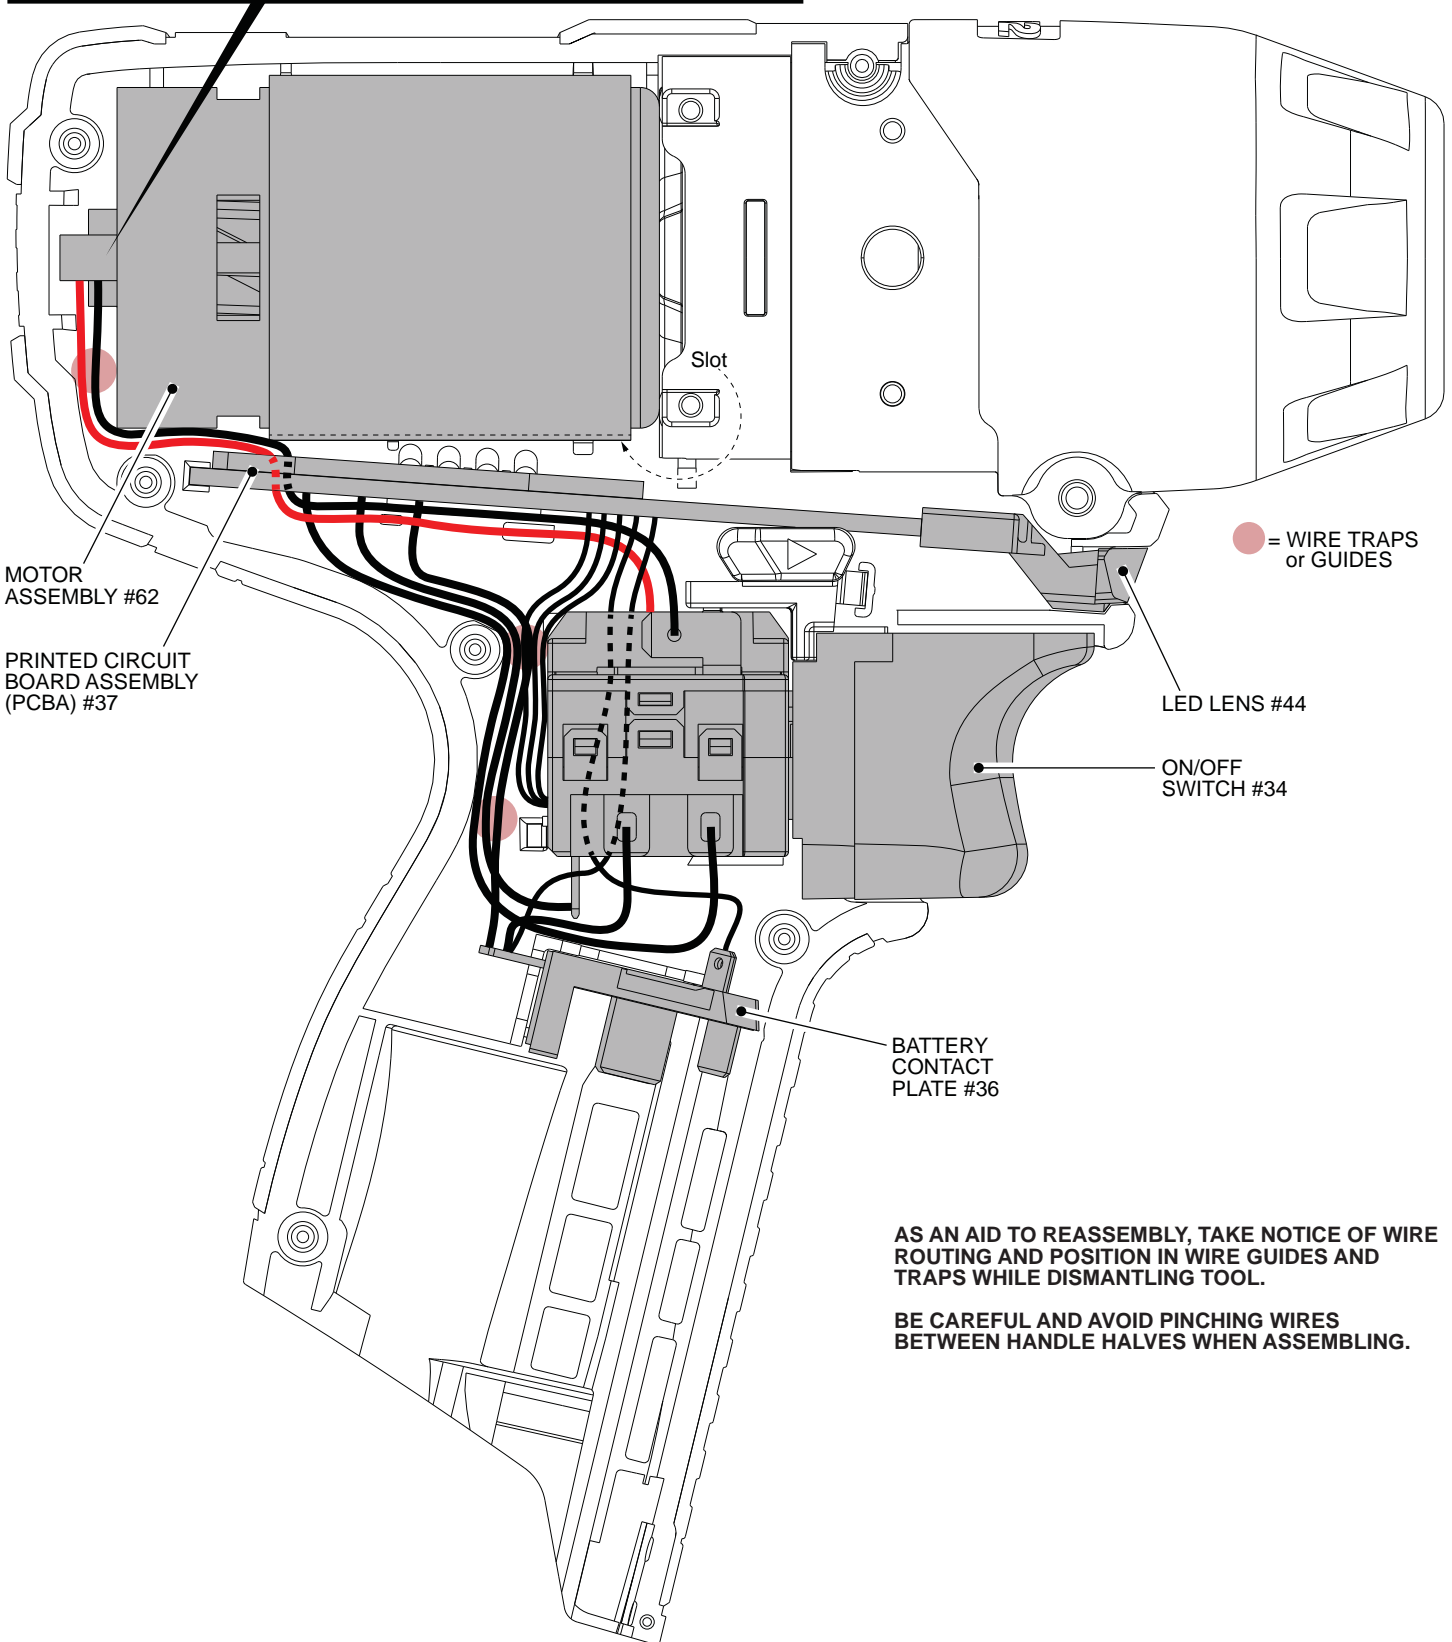 Slot
= WIRE TRAPS
or GUIDES
MOTOR
ASSEMBLY #62
PRINTED CIRCUIT
BOARD ASSEMBLY
(PCBA) #37
LED LENS #44
ON/OFF
SWITCH #34
BATTERY
CONTACT
PLATE #36
AS AN AID TO REASSEMBLY, TAKE NOTICE OF WIRE
ROUTING AND POSITION IN WIRE GUIDES AND
TRAPS WHILE DISMANTLING TOOL.
BE CAREFUL AND AVOID PINCHING WIRES
BETWEEN HANDLE HALVES WHEN ASSEMBLING.